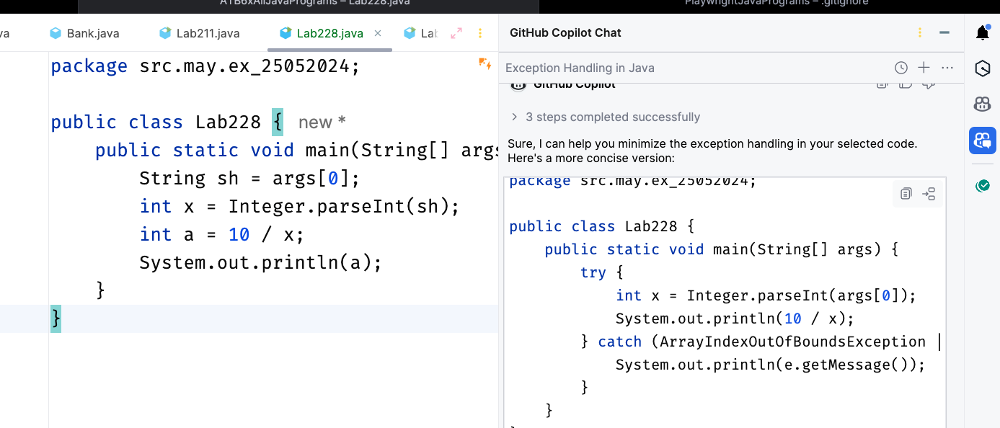 ATB6xAllJavaPrograms – Lab228.java
PlaywrightJavaPrograms – .gitignore
va
Bank.java
Lab211.java
Lab228.java
Lab
package src.may.ex_25052024;
public class Lab228 { new *
public static void main(String[] args
String sh = args[0];
int x = Integer.parseInt(sh);
int a = 10 / x;
System.out.println(a);
}
}
GitHub Copilot Chat
Exception Handling in Java
GitHub Copilot
3 steps completed successfully
Sure, I can help you minimize the exception handling in your selected code.
Here's a more concise version:
package src.may.ex_25052024;
public class Lab228 {
public static void main(String[] args) {
try {
int x = Integer.parseInt(args[0]);
System.out.println(10 / x);
} catch (ArrayIndexOutOfBoundsException |
System.out.println(e.getMessage());
}
}
}